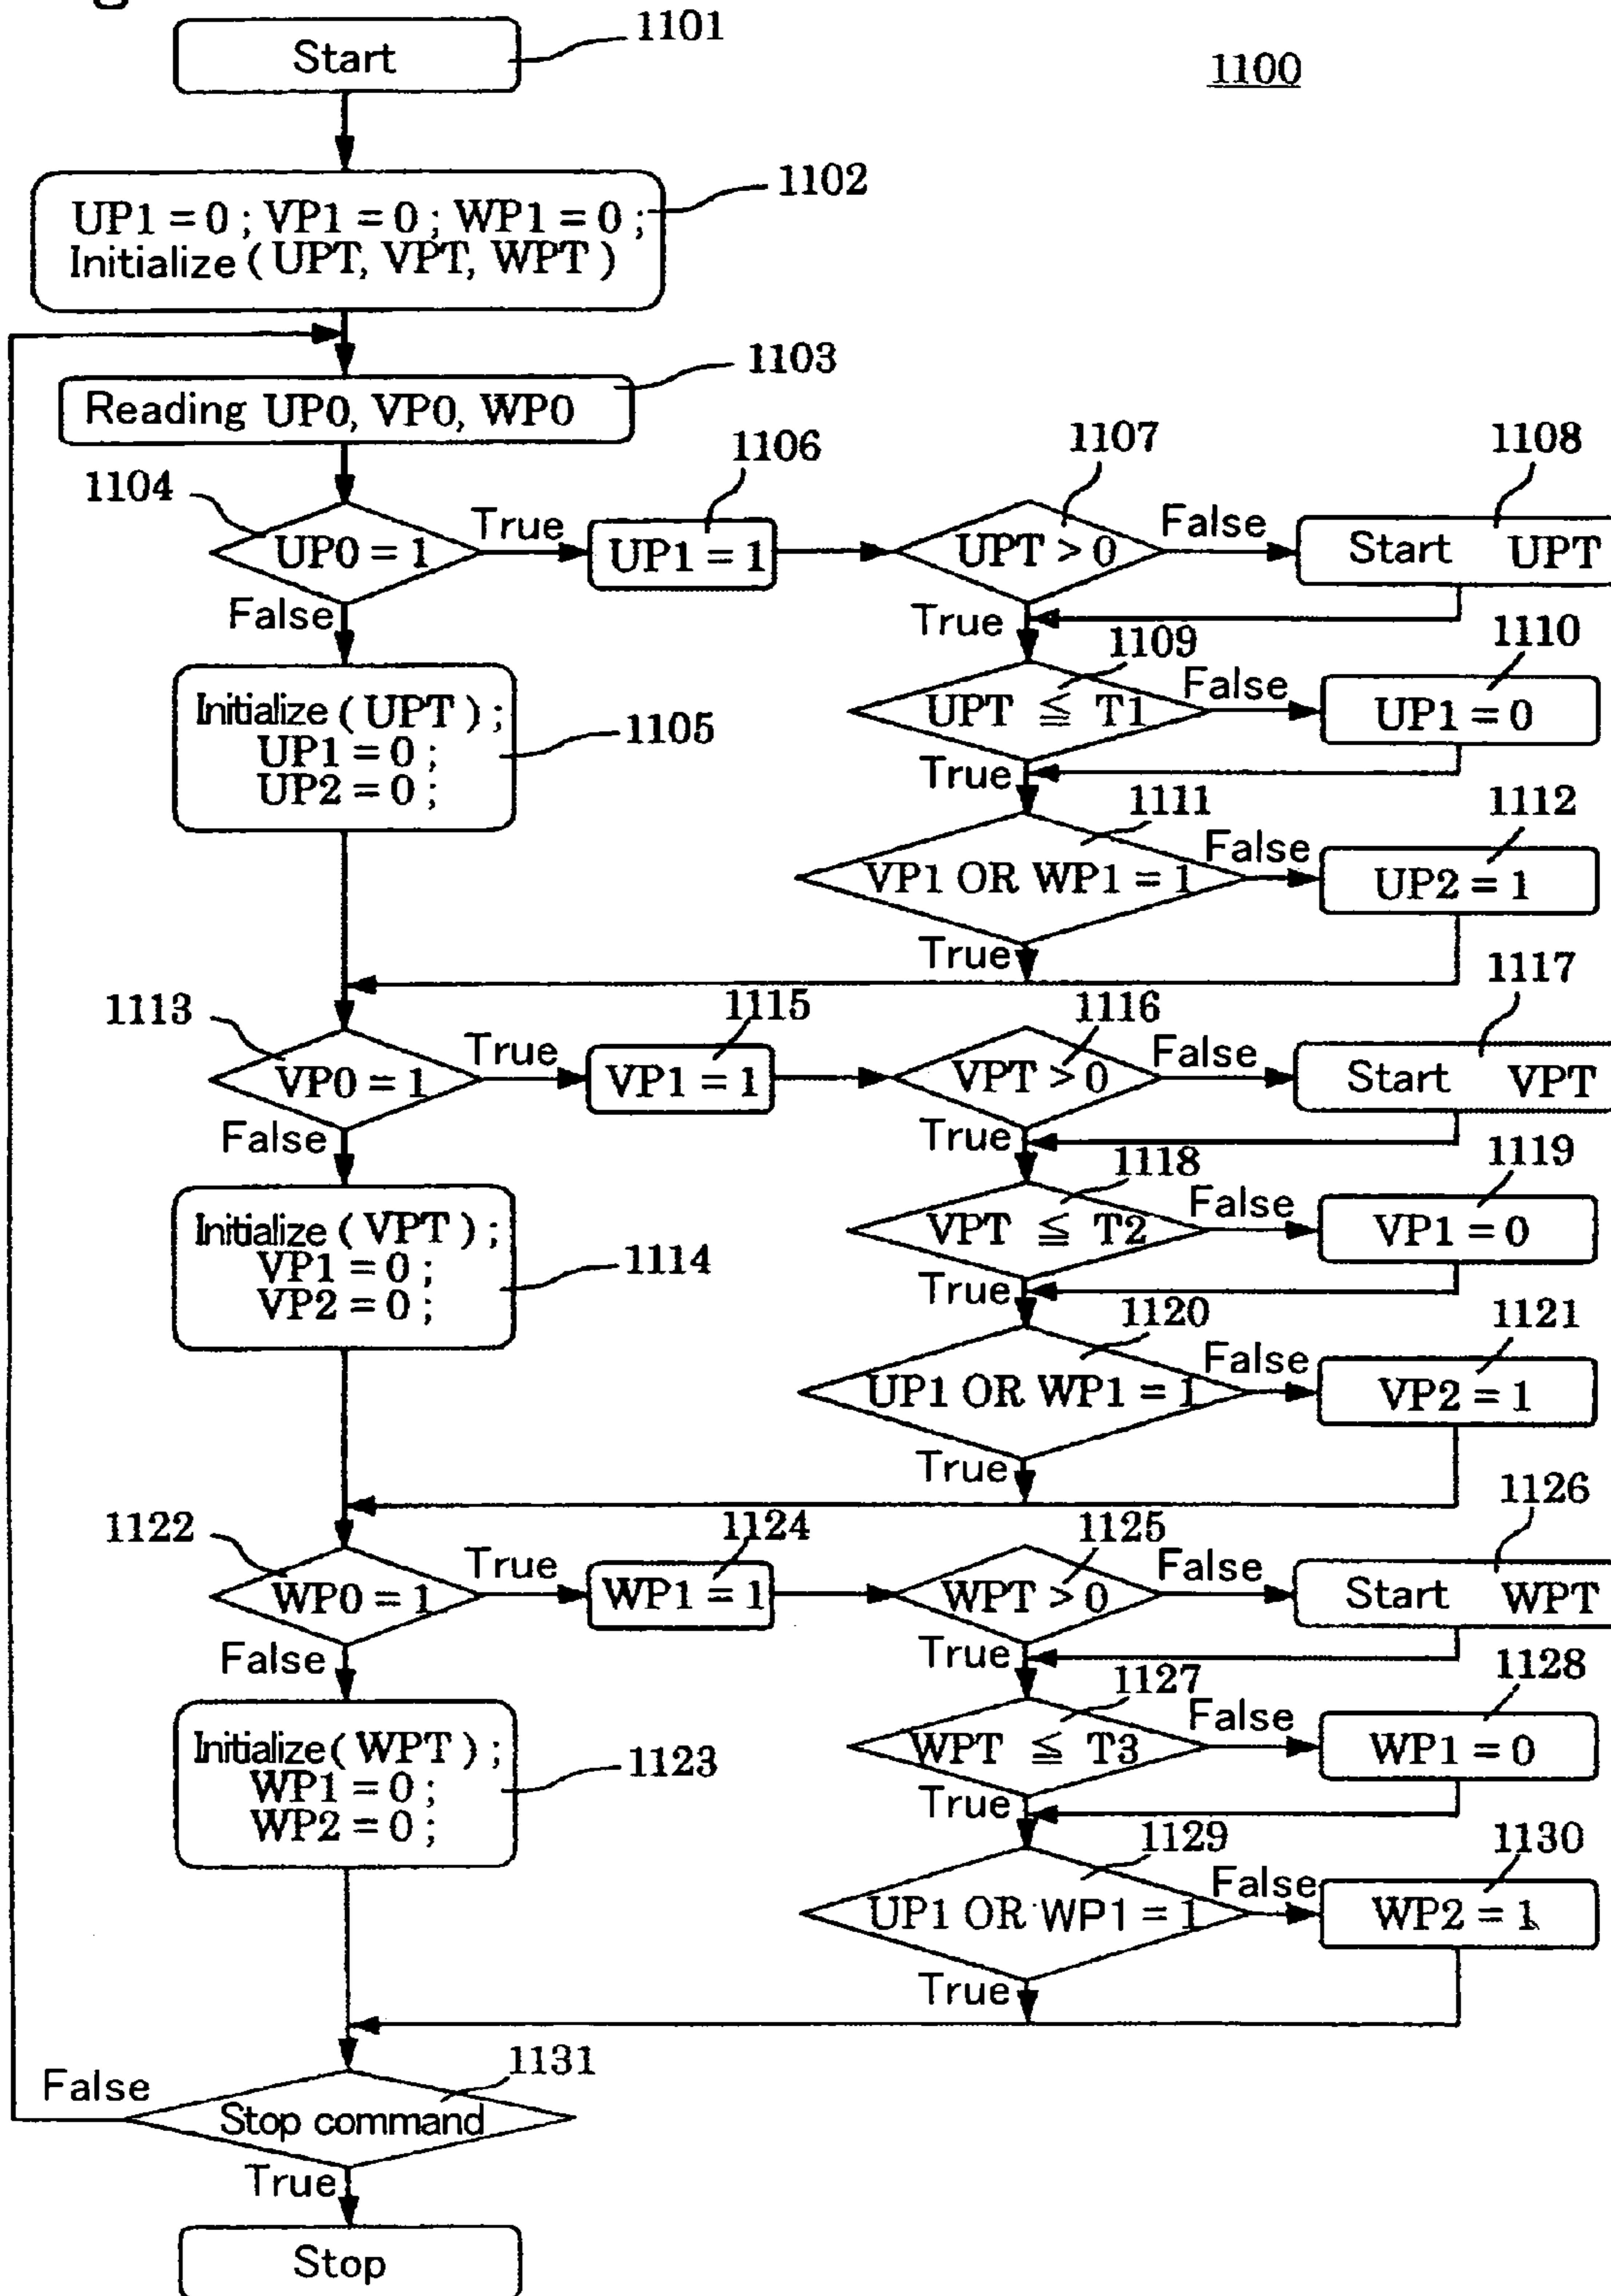 1101
Start
1100
1102
UP1 = 0 ; VP1 = 0 ; WP1 = 0 ;
Initialize ( UPT, VPT, WPT )
1103
Reading UP0, VP0, WP0
1104
1106
1107
1108
UP0 = 1
True
UP1 = 1
UPT > 0
False
Start UPT
False
True
1109
1110
Initialize ( UPT ) ;
UP1 = 0 ;
UP2 = 0 ;
1105
UPT ≦ T1
False
UP1 = 0
True
1111
1112
VP1 OR WP1 = 1
False
UP2 = 1
True
1113
1115
1116
1117
VP0 = 1
True
VP1 = 1
VPT > 0
False
Start VPT
False
True
1118
1119
Initialize ( VPT ) ;
VP1 = 0 ;
VP2 = 0 ;
1114
VPT ≦ T2
False
VP1 = 0
True
1120
1121
UP1 OR WP1 = 1
False
VP2 = 1
True
1122
1124
1125
1126
WP0 = 1
True
WP1 = 1
WPT > 0
False
Start WPT
False
True
1127
1128
Initialize ( WPT ) ;
WP1 = 0 ;
WP2 = 0 ;
1123
WPT ≦ T3
False
WP1 = 0
True
1129
1130
UP1 OR WP1 = 1
False
WP2 = 1
True
1131
False
Stop command
True
Stop